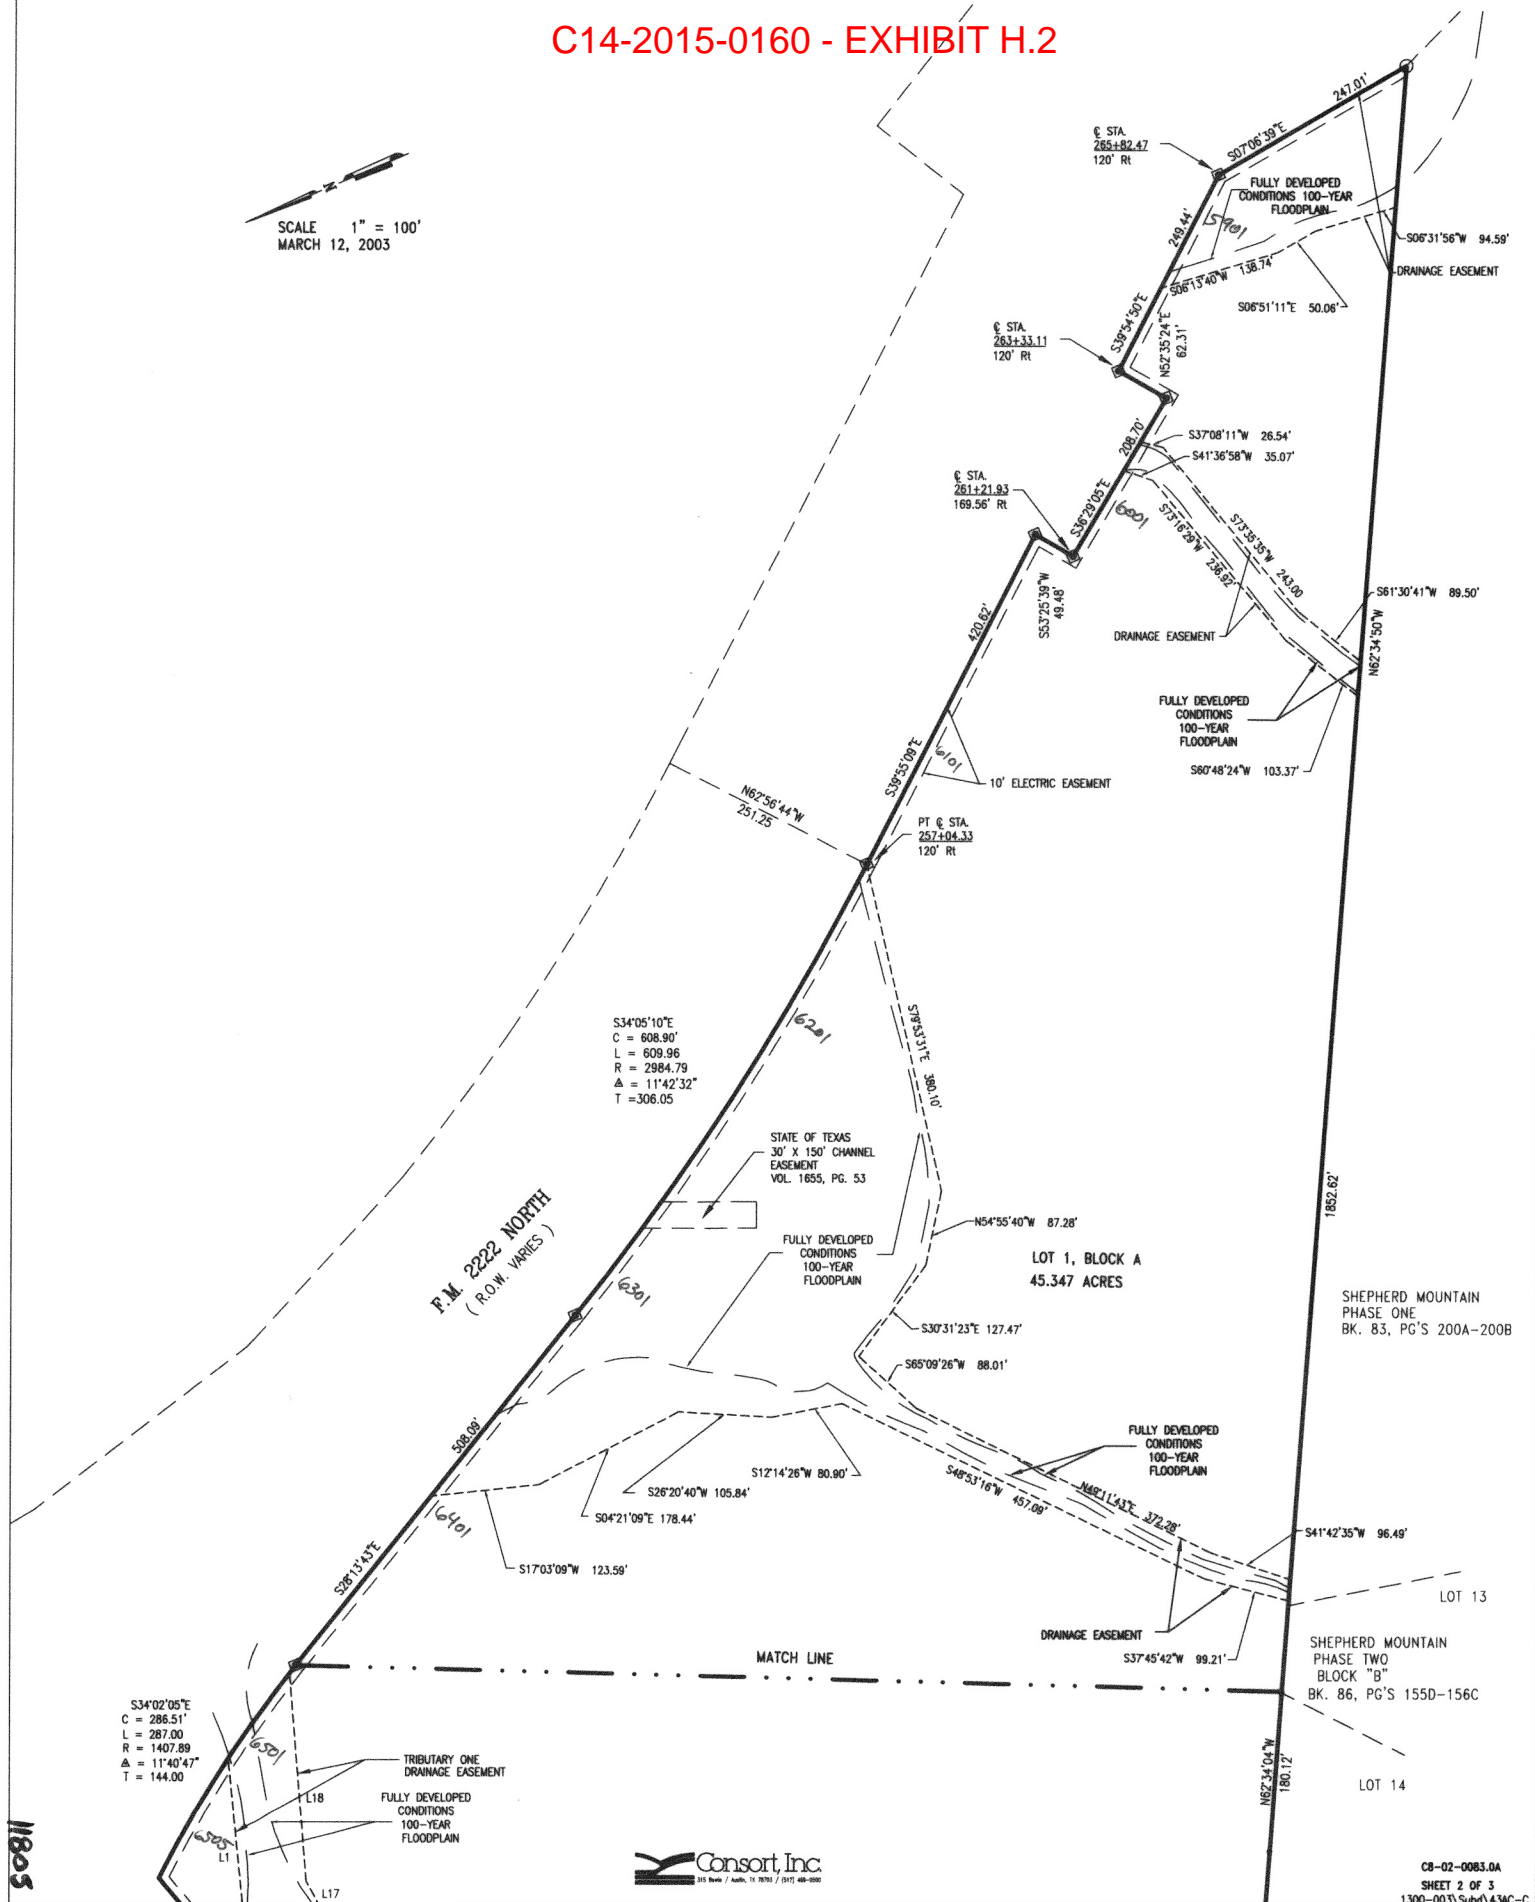 C14-2015-0160 - EXHIBIT H.2
N
SCALE 1" = 100'
MARCH 12, 2003
247.01'
S07°06'39"E
℄ STA.
265+82.47
120' Rt
FULLY DEVELOPED
CONDITIONS 100-YEAR
FLOODPLAIN
5901
249.44'
S06°31'56"W 94.59'
DRAINAGE EASEMENT
S06°13'40"W 138.74'
S06°51'11"E 50.06'
S39°54'50"E
N52°35'24"E
62.31'
℄ STA.
263+33.11
120' Rt
208.70'
S37°08'11"W 26.54'
S41°36'58"W 35.07'
℄ STA.
261+21.93
169.56' Rt
S36°29'05"E
6001
S73°16'29"W 236.92'
S73°35'35"W 243.00
S53°25'39"W
49.48'
S61°30'41"W 89.50'
DRAINAGE EASEMENT
N62°34'50"W
420.62'
FULLY DEVELOPED
CONDITIONS
100-YEAR
FLOODPLAIN
S60°48'24"W 103.37'
S39°55'09"E
6101
10' ELECTRIC EASEMENT
N62°56'44"W
251.25
PT ℄ STA.
257+04.33
120' Rt
6201
S79°53'31"E 380.10'
S34°05'10"E
C = 608.90'
L = 609.96
R = 2984.79
Δ = 11°42'32"
T =306.05
STATE OF TEXAS
30' X 150' CHANNEL
EASEMENT
VOL. 1655, PG. 53
1852.62'
F.M. 2222 NORTH
( R.O.W. VARIES )
N54°55'40"W 87.28'
FULLY DEVELOPED
CONDITIONS
100-YEAR
FLOODPLAIN
LOT 1, BLOCK A
45.347 ACRES
6301
SHEPHERD MOUNTAIN
PHASE ONE
BK. 83, PG'S 200A-200B
S30°31'23"E 127.47'
S65°09'26"W 88.01'
508.09'
FULLY DEVELOPED
CONDITIONS
100-YEAR
FLOODPLAIN
S12°14'26"W 80.90'
S26°20'40"W 105.84'
S04°21'09"E 178.44'
S48°53'16"W 457.09'
N49°11'43"E 372.28'
6401
S41°42'35"W 96.49'
S17°03'09"W 123.59'
S28°13'43"E
LOT 13
DRAINAGE EASEMENT
S37°45'42"W 99.21'
MATCH LINE
SHEPHERD MOUNTAIN
PHASE TWO
BLOCK "B"
BK. 86, PG'S 155D-156C
S34°02'05"E
C = 286.51'
L = 287.00
R = 1407.89
Δ = 11°40'47"
T = 144.00
6501
TRIBUTARY ONE
DRAINAGE EASEMENT
N62°34'04"W
180.12'
LOT 14
L18
FULLY DEVELOPED
CONDITIONS
100-YEAR
FLOODPLAIN
6505
L1
L17
11803
Consort, Inc.
315 Bowie / Austin, TX 78703 / (512) 469-0500
C8-02-0083.0A
SHEET 2 OF 3
1300-003\Subd\434C-C